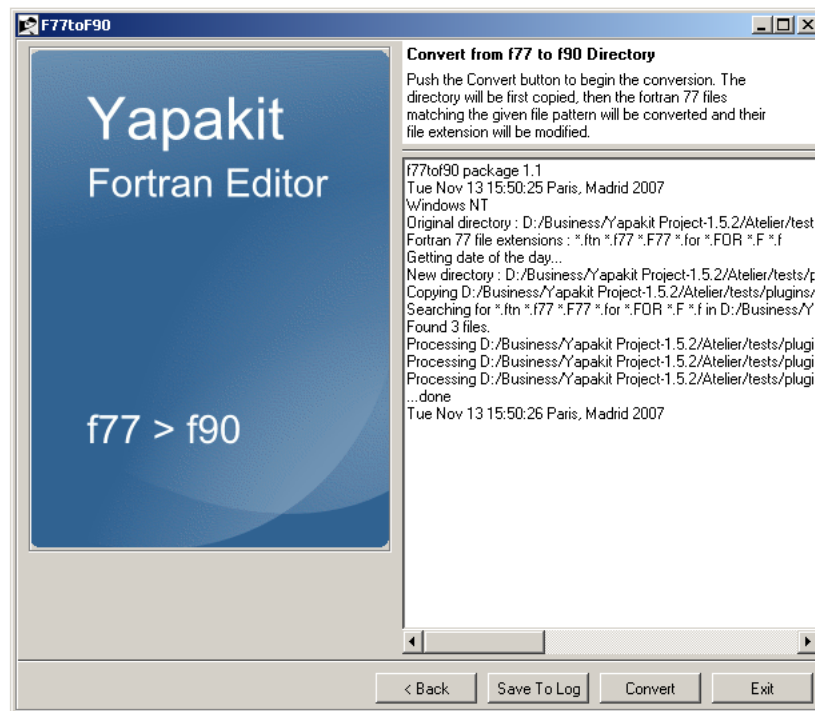 F77toF90
Yapakit
Fortran Editor
f77 > f90
Convert from f77 to f90 Directory
Push the Convert button to begin the conversion. The
directory will be first copied, then the fortran 77 files
matching the given file pattern will be converted and their
file extension will be modified.
f77tof90 package 1.1
Tue Nov 13 15:50:25 Paris, Madrid 2007
Windows NT
Original directory : D:/Business/Yapakit Project-1.5.2/Atelier/test
Fortran 77 file extensions : *.ftn *.f77 *.F77 *.for *.FOR *.F *.f
Getting date of the day...
New directory : D:/Business/Yapakit Project-1.5.2/Atelier/tests/p
Copying D:/Business/Yapakit Project-1.5.2/Atelier/tests/plugins/
Searching for *.ftn *.f77 *.F77 *.for *.FOR *.F *.f in D:/Business/Y
Found 3 files.
Processing D:/Business/Yapakit Project-1.5.2/Atelier/tests/plugi
Processing D:/Business/Yapakit Project-1.5.2/Atelier/tests/plugi
Processing D:/Business/Yapakit Project-1.5.2/Atelier/tests/plugi
...done
Tue Nov 13 15:50:26 Paris, Madrid 2007
< Back Save To Log Convert Exit